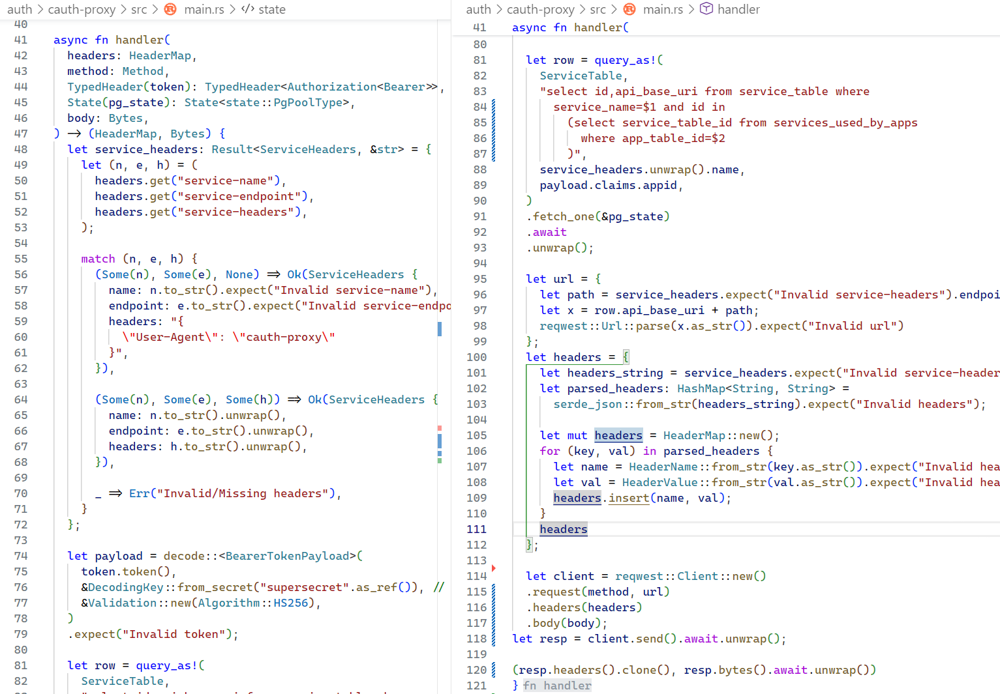 auth > cauth-proxy > src > main.rs > state
40
41 async fn handler(
42 headers: HeaderMap,
43 method: Method,
44 TypedHeader(token): TypedHeader<Authorization<Bearer>>,
45 State(pg_state): State<state::PgPoolType>,
46 body: Bytes,
47 ) -> (HeaderMap, Bytes) {
48 let service_headers: Result<ServiceHeaders, &str> = {
49 let (n, e, h) = (
50 headers.get("service-name"),
51 headers.get("service-endpoint"),
52 headers.get("service-headers"),
53 );
54
55 match (n, e, h) {
56 (Some(n), Some(e), None) => Ok(ServiceHeaders {
57 name: n.to_str().expect("Invalid service-name"),
58 endpoint: e.to_str().expect("Invalid service-endpo
59 headers: "{
60 \"User-Agent\": \"cauth-proxy\"
61 }",
62 }),
63
64 (Some(n), Some(e), Some(h)) => Ok(ServiceHeaders {
65 name: n.to_str().unwrap(),
66 endpoint: e.to_str().unwrap(),
67 headers: h.to_str().unwrap(),
68 }),
69
70 _ => Err("Invalid/Missing headers"),
71 }
72 };
73
74 let payload = decode::<BearerTokenPayload>(
75 token.token(),
76 &DecodingKey::from_secret("supersecret".as_ref()), //
77 &Validation::new(Algorithm::HS256),
78 )
79 .expect("Invalid token");
80
81 let row = query_as!(
82 ServiceTable,
auth > cauth-proxy > src > main.rs > handler
41 async fn handler(
80
81 let row = query_as!(
82 ServiceTable,
83 "select id,api_base_uri from service_table where
84 service_name=$1 and id in
85 (select service_table_id from services_used_by_apps
86 where app_table_id=$2
87 )",
88 service_headers.unwrap().name,
89 payload.claims.appid,
90 )
91 .fetch_one(&pg_state)
92 .await
93 .unwrap();
94
95 let url = {
96 let path = service_headers.expect("Invalid service-headers").endpoi
97 let x = row.api_base_uri + path;
98 reqwest::Url::parse(x.as_str()).expect("Invalid url")
99 };
100 let headers = {
101 let headers_string = service_headers.expect("Invalid service-header
102 let parsed_headers: HashMap<String, String> =
103 serde_json::from_str(headers_string).expect("Invalid headers");
104
105 let mut headers = HeaderMap::new();
106 for (key, val) in parsed_headers {
107 let name = HeaderName::from_str(key.as_str()).expect("Invalid hea
108 let val = HeaderValue::from_str(val.as_str()).expect("Invalid hea
109 headers.insert(name, val);
110 }
111 headers
112 };
113
114 let client = reqwest::Client::new()
115 .request(method, url)
116 .headers(headers)
117 .body(body);
118 let resp = client.send().await.unwrap();
119
120 (resp.headers().clone(), resp.bytes().await.unwrap())
121 } fn handler